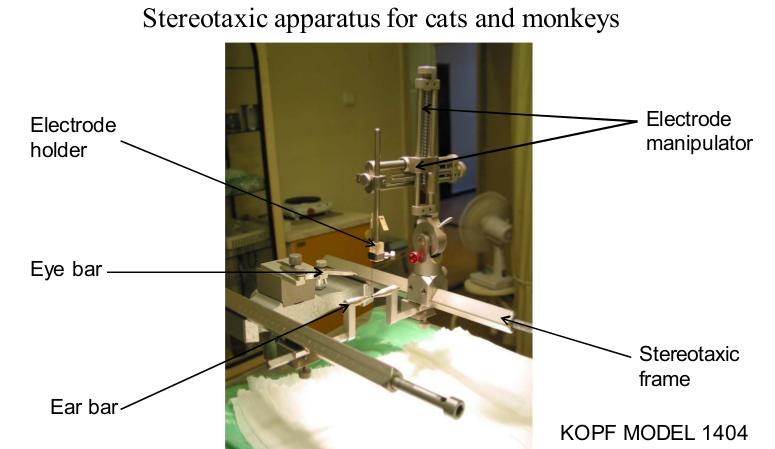 Stereotaxic apparatus for cats and monkeys
Electrode
holder
Electrode
manipulator
Eye bar
Stereotaxic
frame
Ear bar
KOPF MODEL 1404